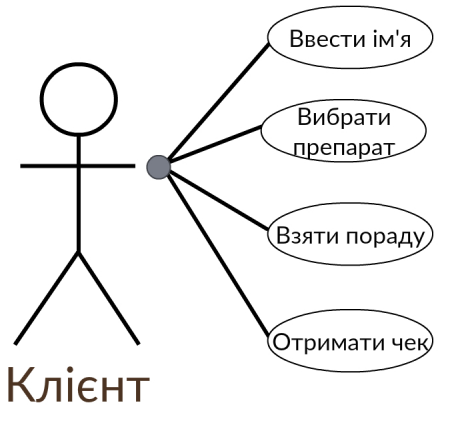 Ввести ім'я
Вибрати
препарат
Взяти пораду
Отримати чек
Клієнт